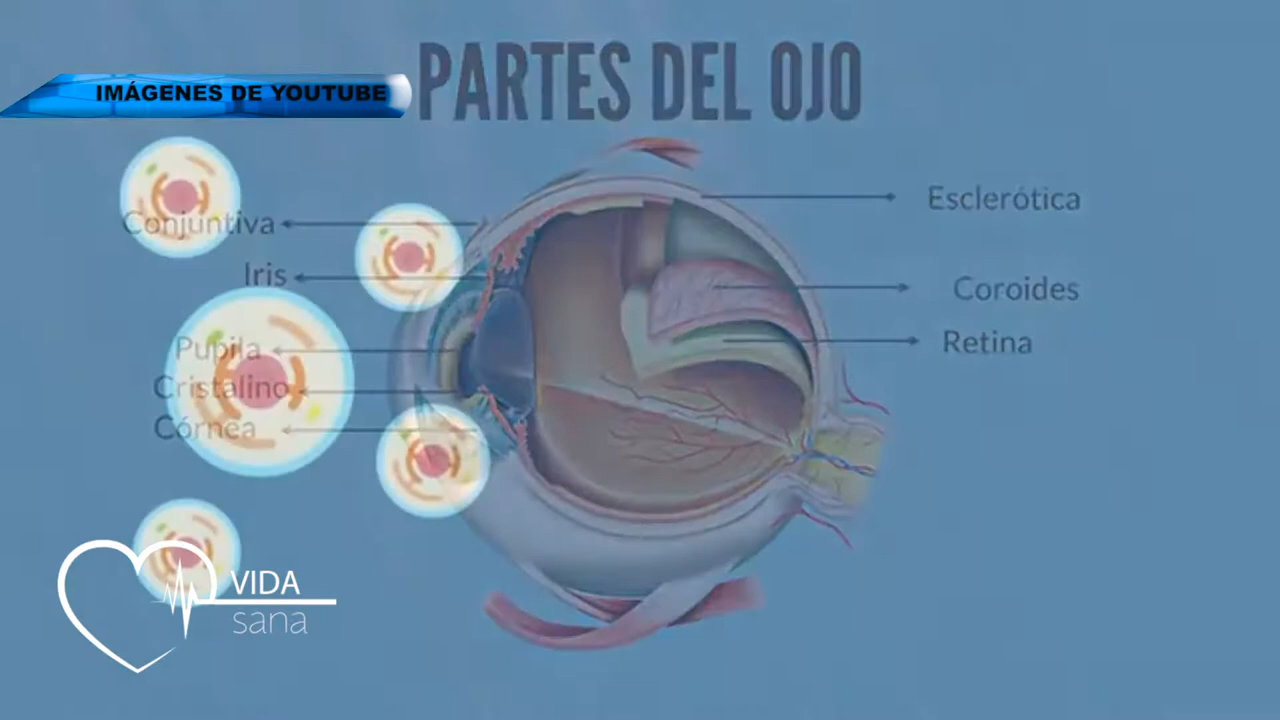 PARTES DEL OJO
IMÁGENES DE YOUTUBE
Conjuntiva
Iris
Pupila
Cristalino
Córnea
Esclerótica
Coroides
Retina
VIDA
sana